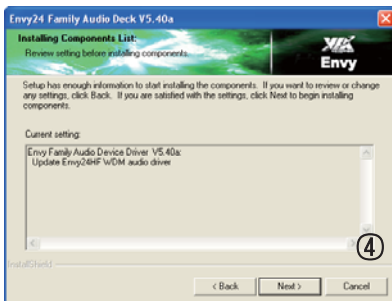 Envy24 Family Audio Deck V5.40a
Installing Components List:
Review setting before installing components.
VIA
Envy
Setup has enough information to start installing the components. If you want to review or change
any settings, click Back. If you are satisfied with the settings, click Next to begin installing
components.
Current setting:
Envy Family Audio Device Driver V5.40a:
Update Envy24HF WDM audio driver
④
InstallShield
< Back
Next >
Cancel